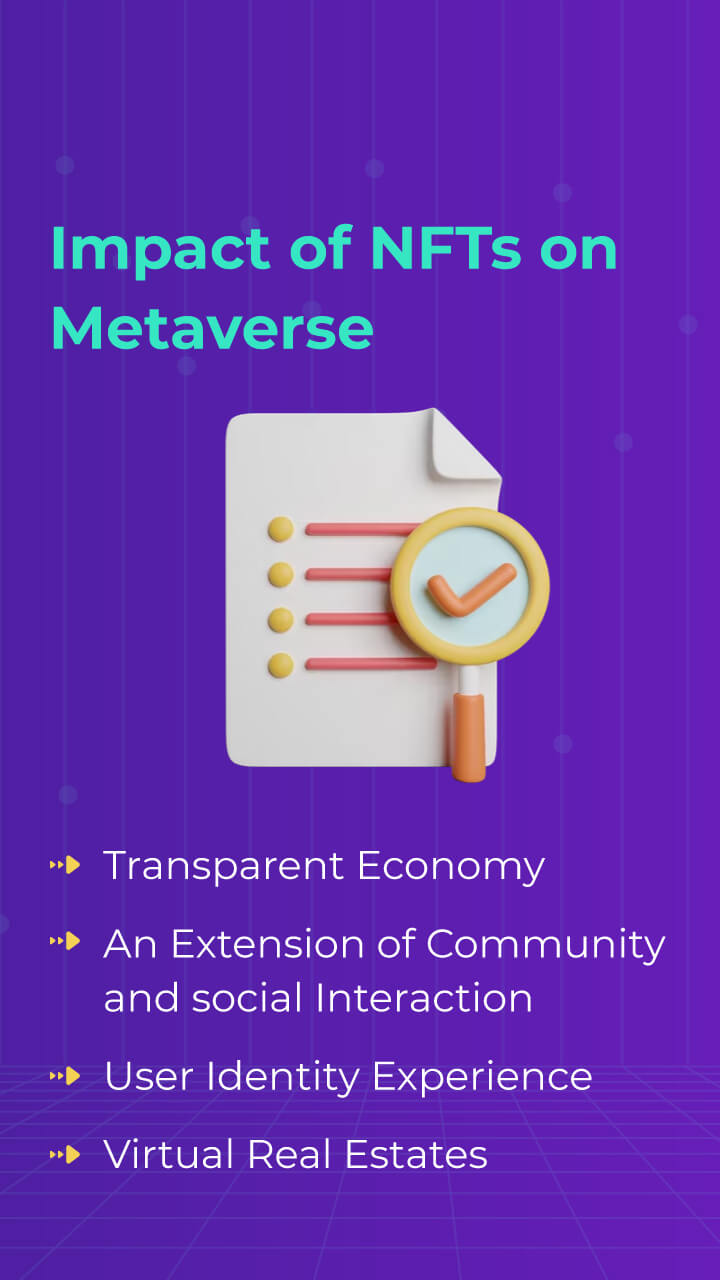 Impact of NFTs on
Metaverse
Transparent Economy
An Extension of Community
and social Interaction
User Identity Experience
Virtual Real Estates